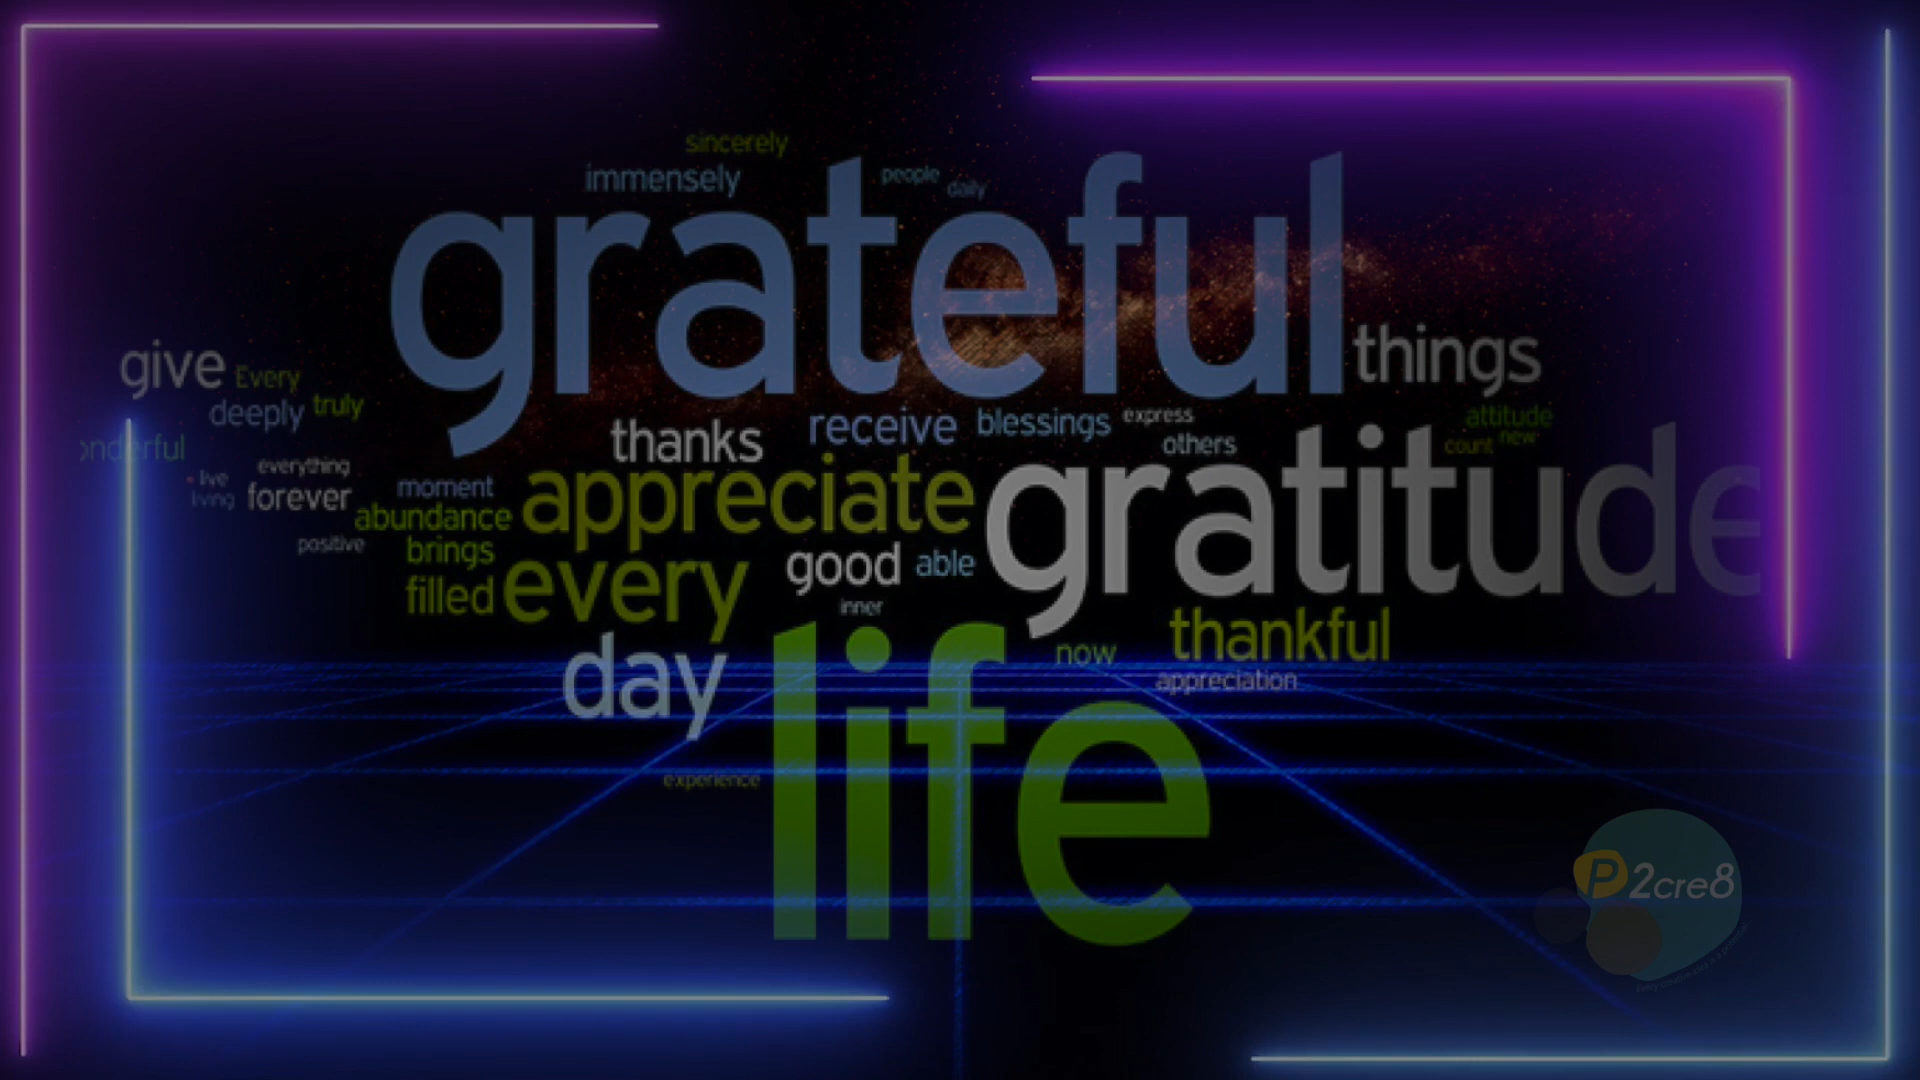 sincerely
immensely people daily
grateful
give Every things
deeply truly
thanks receive blessings express attitude
others count new
onderful
everything
live
living forever moment appreciate gratitude
abundance
positive brings good able
filled every
inner
thankful
day life now
appreciation
experience
P 2cre8